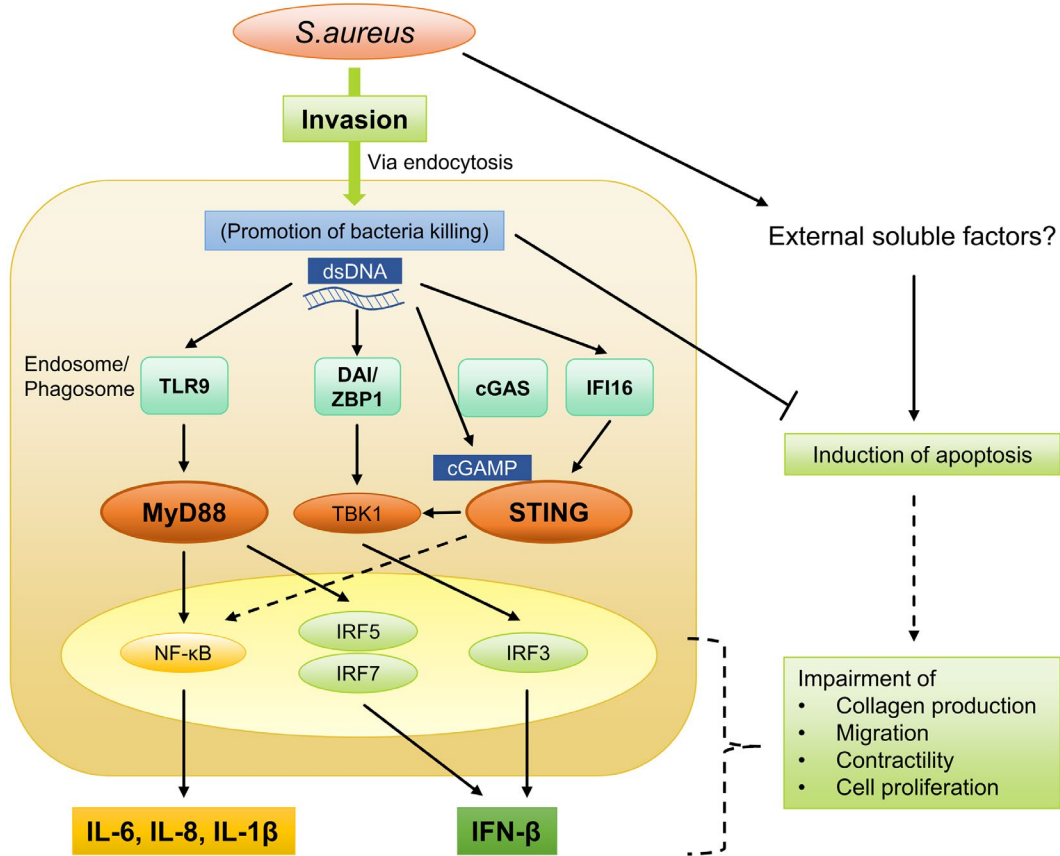 S.aureus
Invasion
Via endocytosis
(Promotion of bacteria killing)
External soluble factors?
dsDNA
Endosome/
Phagosome
TLR9
DAI/
ZBP1
cGAS
IFI16
cGAMP
Induction of apoptosis
MyD88
TBK1
STING
NF-κB
IRF5
IRF7
IRF3
Impairment of
• Collagen production
• Migration
• Contractility
• Cell proliferation
IL-6, IL-8, IL-1β
IFN-β